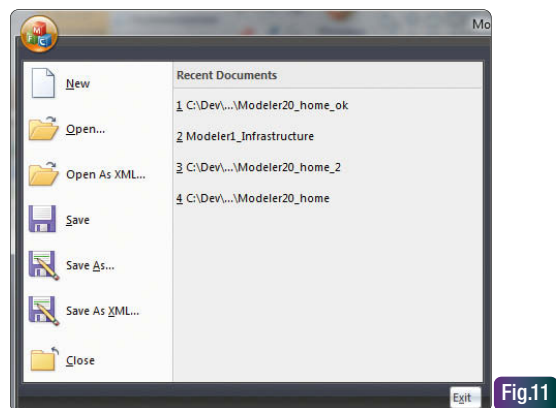 Mo
MFC
New
Open...
Open As XML...
Save
Save As...
Save As XML...
Close
Recent Documents
1 C:\Dev\...\Modeler20_home_ok
2 Modeler1_Infrastructure
3 C:\Dev\...\Modeler20_home_2
4 C:\Dev\...\Modeler20_home
Exit
Fig.11